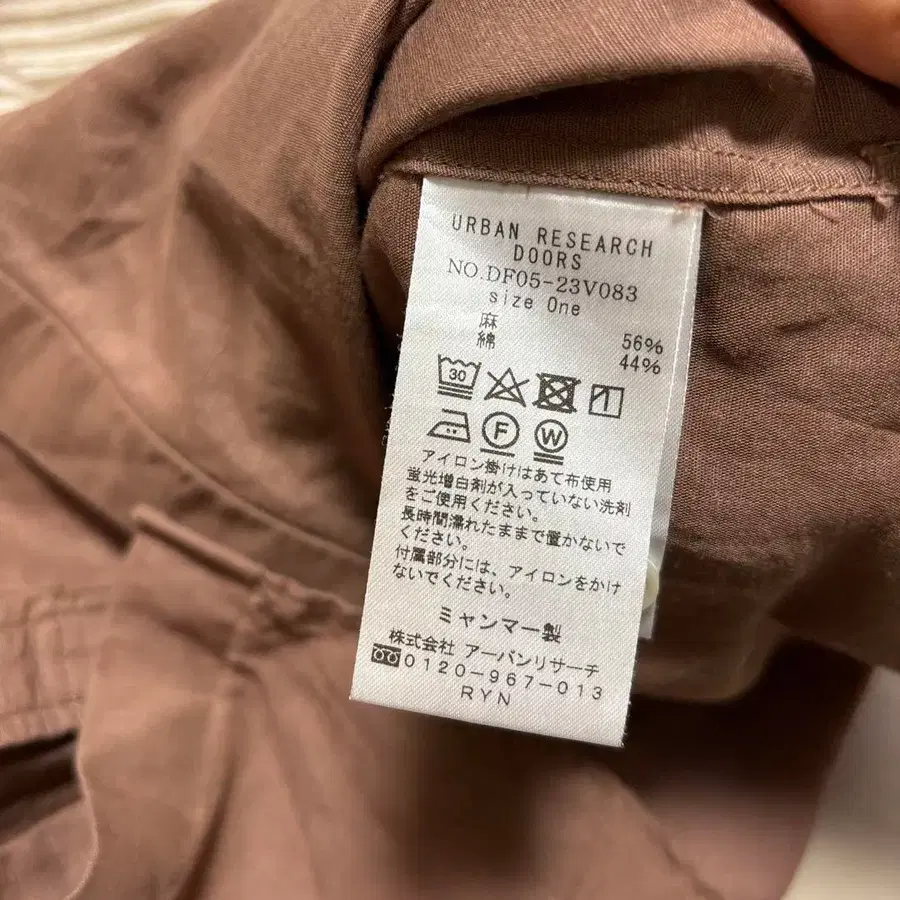 URBAN RESEARCH
DOORS
NO.DF05-23V083
size One
麻 56%
綿 44%
30
F W
アイロン掛けはあて布使用
蛍光増白剤が入っていない洗剤
をご使用ください。
長時間濡れたままで置かないで
ください。
付属部分には、アイロンをかけ
ないでください。
ミャンマー製
株式会社 アーバンリサーチ
0120-967-013
RYN